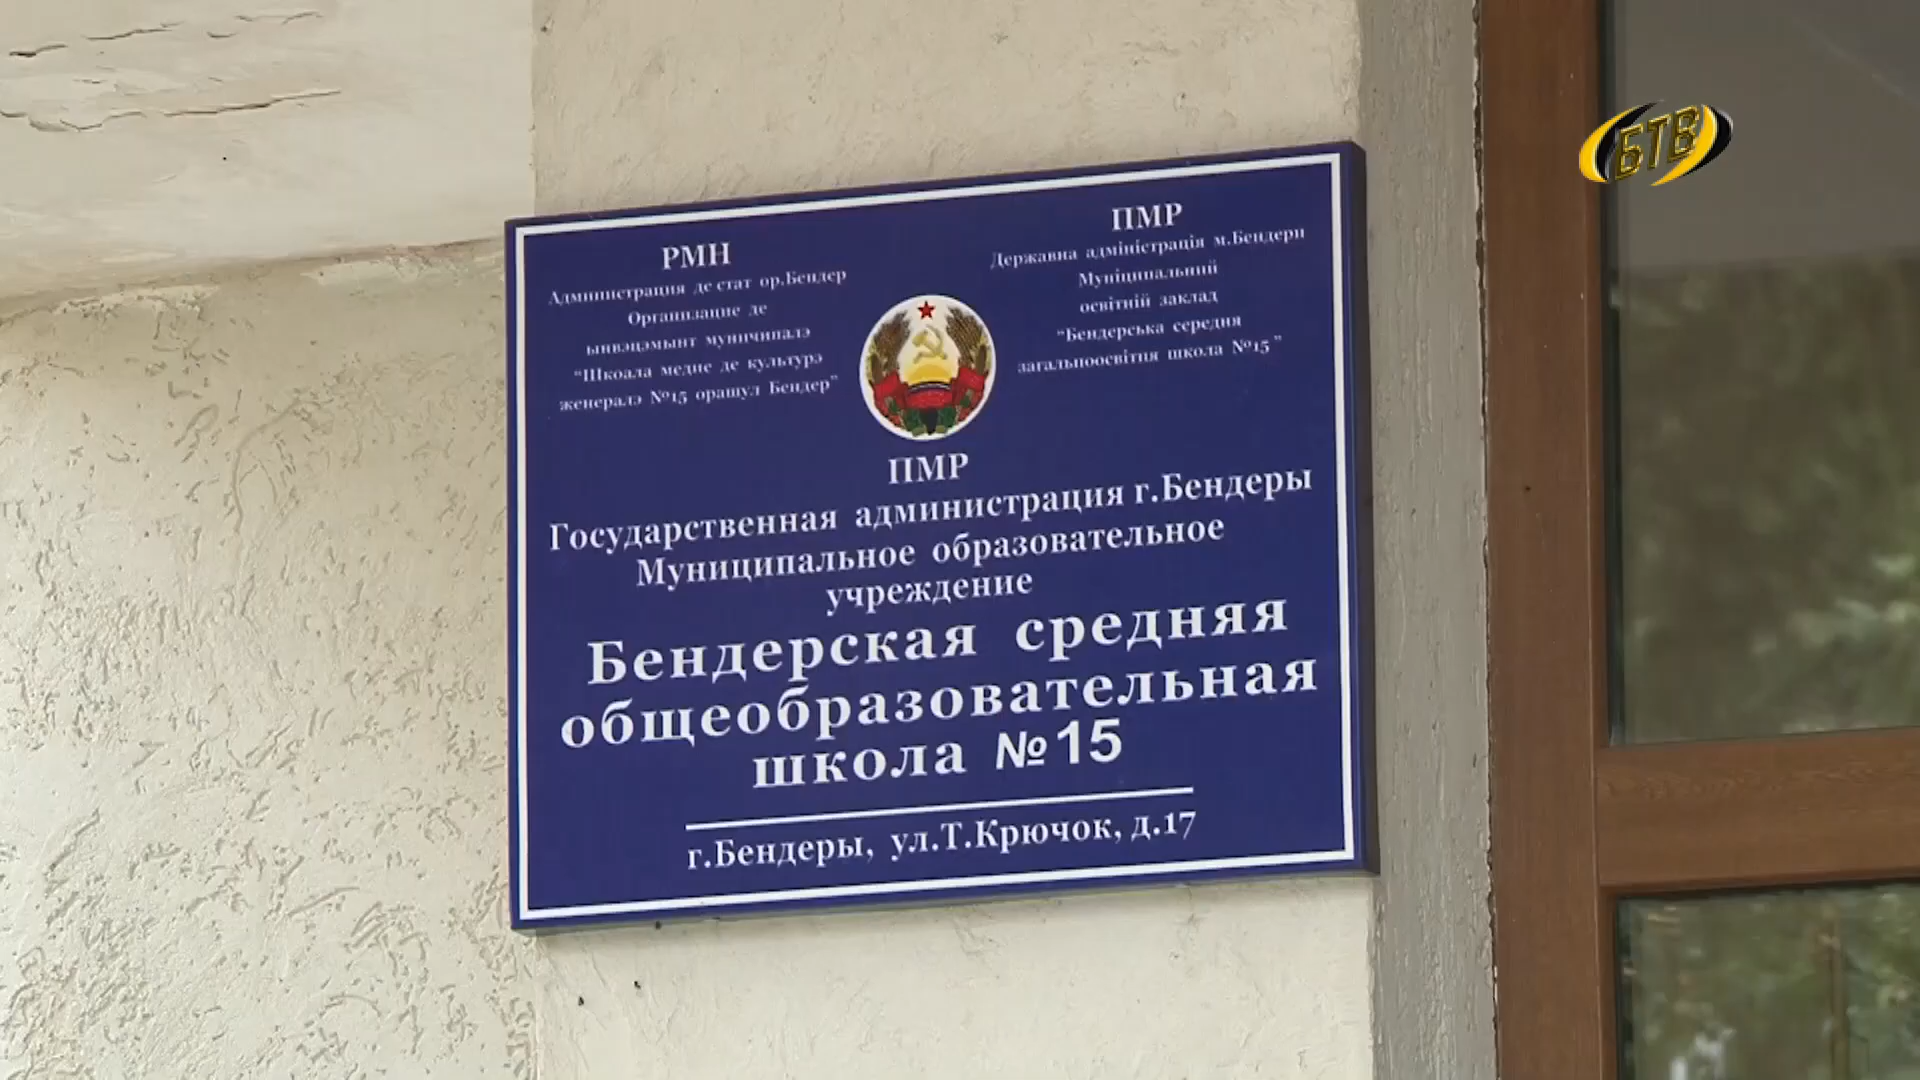 РМН
Администрация де стат ор.Бендер
Организацие де
ынвэцэмынт муничипалэ
"Шкоала медие де культурэ
женералэ №15 орашул Бендер"
ПМР
Державна адміністрація м.Бендери
Муніципальний
освітній заклад
"Бендерська середня
загальноосвітня школа №15"
ПМР
Государственная администрация г.Бендеры
Муниципальное образовательное
учреждение
Бендерская средняя
общеобразовательная
школа №15
г.Бендеры, ул.Т.Крючок, д.17
БТВ